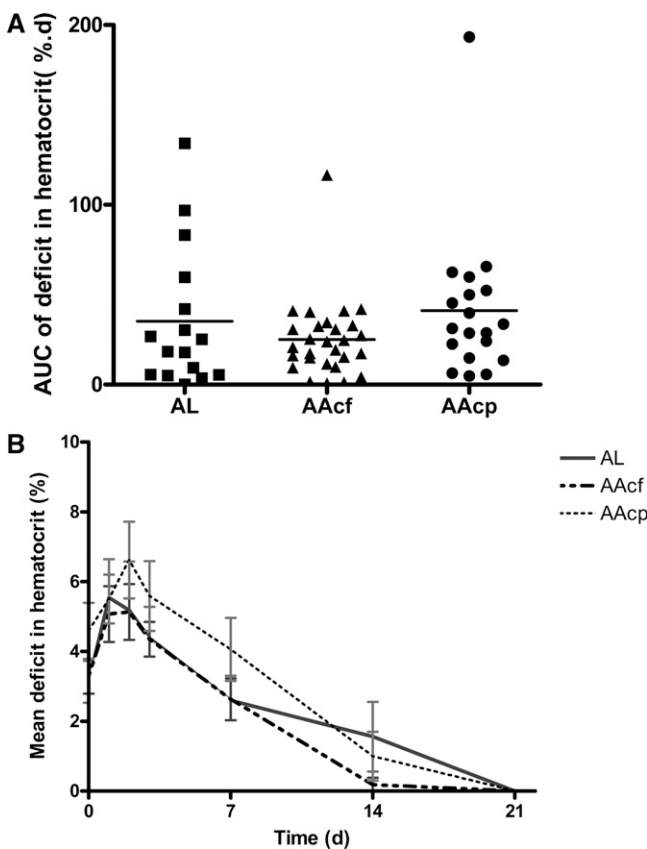 A
AUC of deficit in hematocrit( %.d)
200
100
0
AL
AAcf
AAcp
B
Mean deficit in hematocrit (%)
10
8
6
4
2
0
0
7
14
21
Time (d)
AL
AAcf
AAcp